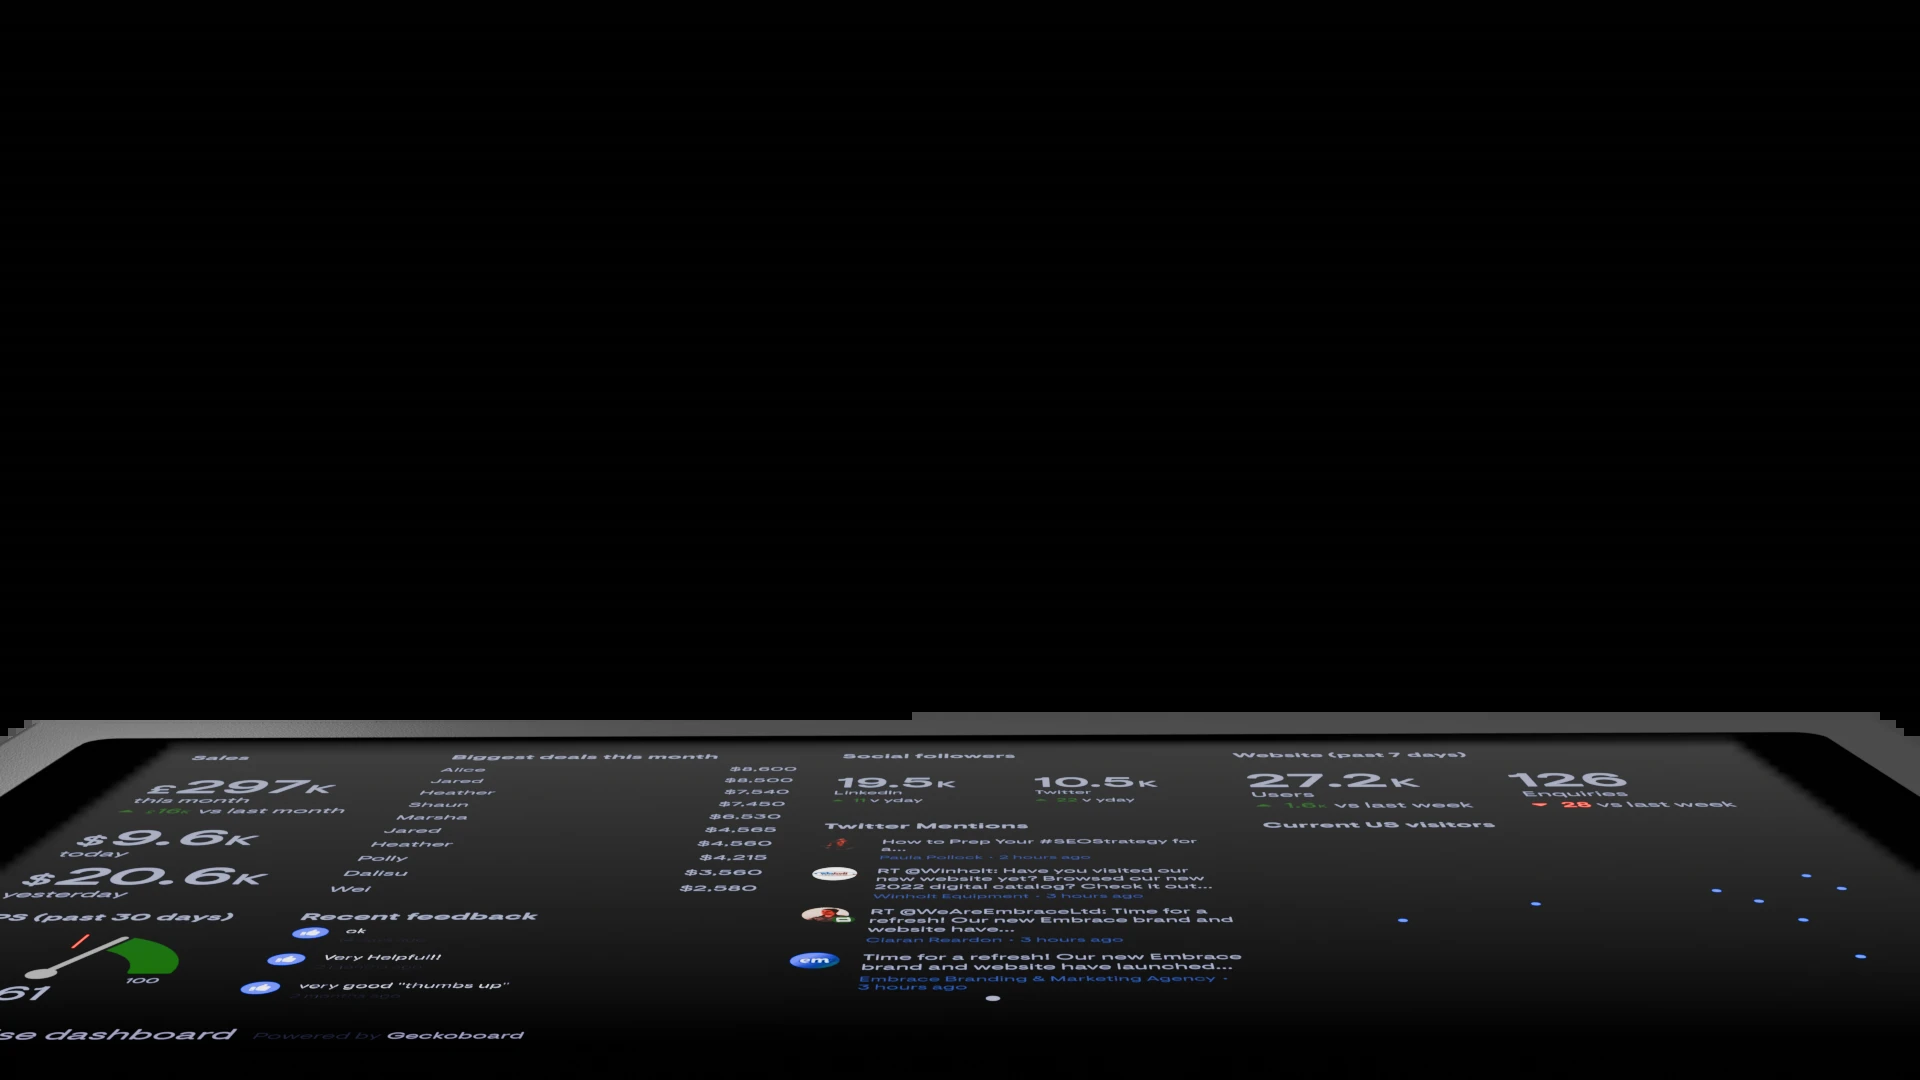 Sales
£297K
this month
£16K vs last month
$9.6K
today
$20.6K
yesterday
PS (past 30 days)
100
61
Biggest deals this month
Alice $8,600
Jared $8,500
Heather $7,540
Shaun $7,450
Marsha $6,530
Jared $4,565
Heather $4,560
Polly $4,215
Dalisu $3,560
Wei $2,580
Recent feedback
ok
Very Helpful!!
very good "thumbs up"
Social followers
19.5K
LinkedIn
11 v yday
10.5K
Twitter
22 v yday
Twitter Mentions
How to Prep Your #SEOStrategy for
a...
Paula Pollock · 2 hours ago
RT @Winholt: Have you visited our
new website yet? Browsed our new
2022 digital catalog? Check it out...
Winholt Equipment · 3 hours ago
RT @WeAreEmbraceLtd: Time for a
refresh! Our new Embrace brand and
website have...
Ciaran Reardon · 3 hours ago
em
Time for a refresh! Our new Embrace
brand and website have launched...
Embrace Branding & Marketing Agency ·
3 hours ago
Website (past 7 days)
27.2K
Users
1.6K vs last week
126
Enquiries
28 vs last week
Current US visitors
se dashboard Powered by Geckoboard